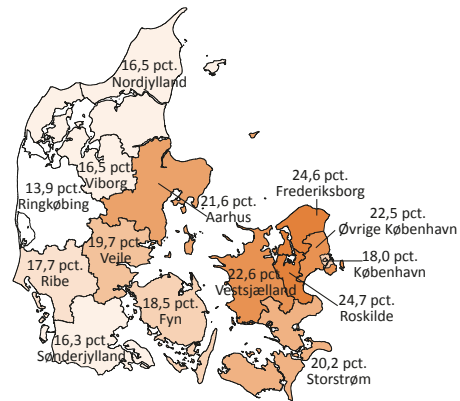 16,5 pct.
Nordjylland
16,5 pct.
Viborg
13,9 pct.
Ringkøbing
21,6 pct.
Aarhus
24,6 pct.
Frederiksborg
22,5 pct.
Øvrige København
18,0 pct.
København
19,7 pct.
Vejle
17,7 pct.
Ribe
22,6 pct.
Vestsjælland
18,5 pct.
Fyn
24,7 pct.
Roskilde
16,3 pct.
Sønderjylland
20,2 pct.
Storstrøm